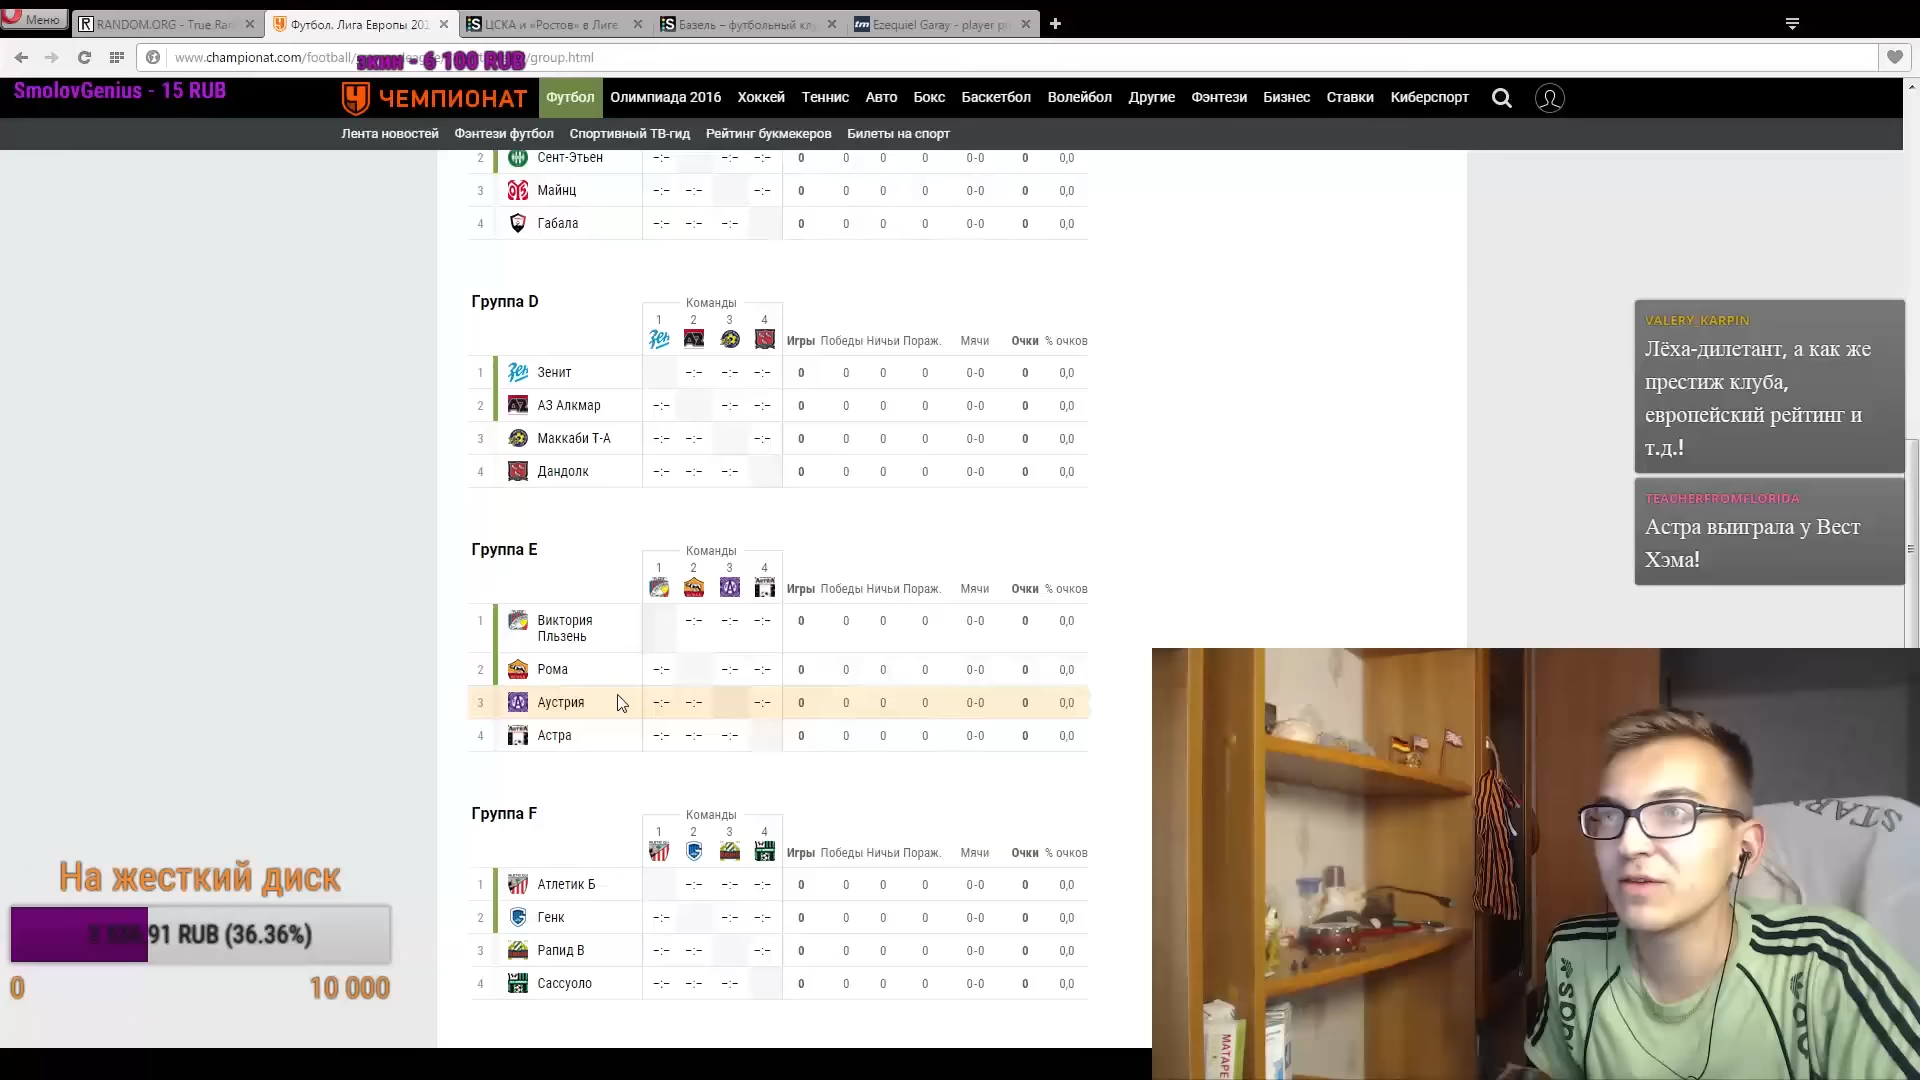 Меню
RANDOM.ORG - True Ran
Футбол. Лига Европы 201
ЦСКА и «Ростов» в Лиге
Базель – футбольный клу
Ezequiel Garay - player p
www.championat.com/football/
/group.html
экин - 6 100 RUB
SmolovGenius - 15 RUB
ЧЕМПИОНАТ
Футбол Олимпиада 2016 Хоккей Теннис Авто Бокс Баскетбол Волейбол Другие Фэнтези Бизнес Ставки Киберспорт
Лента новостей Фэнтези футбол Спортивный ТВ-гид Рейтинг букмекеров Билеты на спорт
2 Сент-Этьен -:- -:- -:- 0 0 0 0 0-0 0 0,0
3 Майнц -:- -:- -:- 0 0 0 0 0-0 0 0,0
4 Габала -:- -:- -:- 0 0 0 0 0-0 0 0,0
Группа D
Команды
1 2 3 4
Игры Победы Ничьи Пораж. Мячи Очки % очков
1 Зенит -:- -:- -:- 0 0 0 0 0-0 0 0,0
2 АЗ Алкмар -:- -:- -:- 0 0 0 0 0-0 0 0,0
3 Маккаби Т-А -:- -:- -:- 0 0 0 0 0-0 0 0,0
4 Дандолк -:- -:- -:- 0 0 0 0 0-0 0 0,0
Группа E
Команды
1 2 3 4
Игры Победы Ничьи Пораж. Мячи Очки % очков
1 Виктория
Пльзень -:- -:- -:- 0 0 0 0 0-0 0 0,0
2 Рома -:- -:- -:- 0 0 0 0 0-0 0 0,0
3 Аустрия -:- -:- -:- 0 0 0 0 0-0 0 0,0
4 Астра -:- -:- -:- 0 0 0 0 0-0 0 0,0
Группа F
Команды
1 2 3 4
Игры Победы Ничьи Пораж. Мячи Очки % очков
1 Атлетик Б -:- -:- -:- 0 0 0 0 0-0 0 0,0
2 Генк -:- -:- -:- 0 0 0 0 0-0 0 0,0
3 Рапид В -:- -:- -:- 0 0 0 0 0-0 0 0,0
4 Сассуоло -:- -:- -:- 0 0 0 0 0-0 0 0,0
VALERY_KARPIN
Лёха-дилетант, а как же
престиж клуба,
европейский рейтинг и
т.д.!
TEACHERFROMFLORIDA
Астра выиграла у Вест
Хэма!
На жесткий диск
91 RUB (36.36%)
0 10 000
STAR
adidas
МАТАРЕ